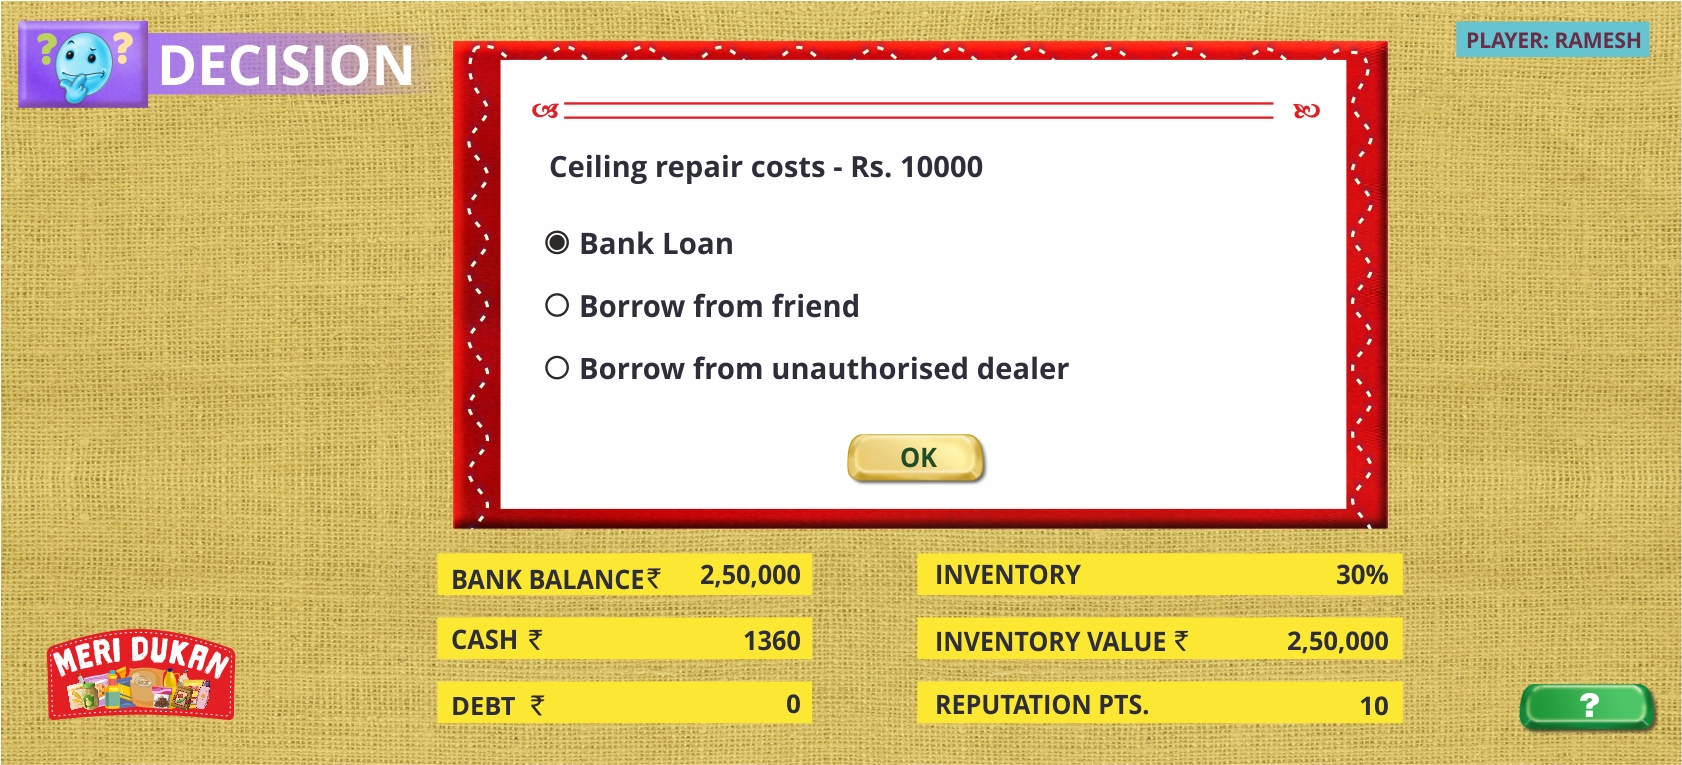 ? ? DECISION
PLAYER: RAMESH
Ceiling repair costs - Rs. 10000
Bank Loan
Borrow from friend
Borrow from unauthorised dealer
OK
BANK BALANCE ₹ 2,50,000
INVENTORY 30%
CASH ₹ 1360
INVENTORY VALUE ₹ 2,50,000
DEBT ₹ 0
REPUTATION PTS. 10
MERI DUKAN
?